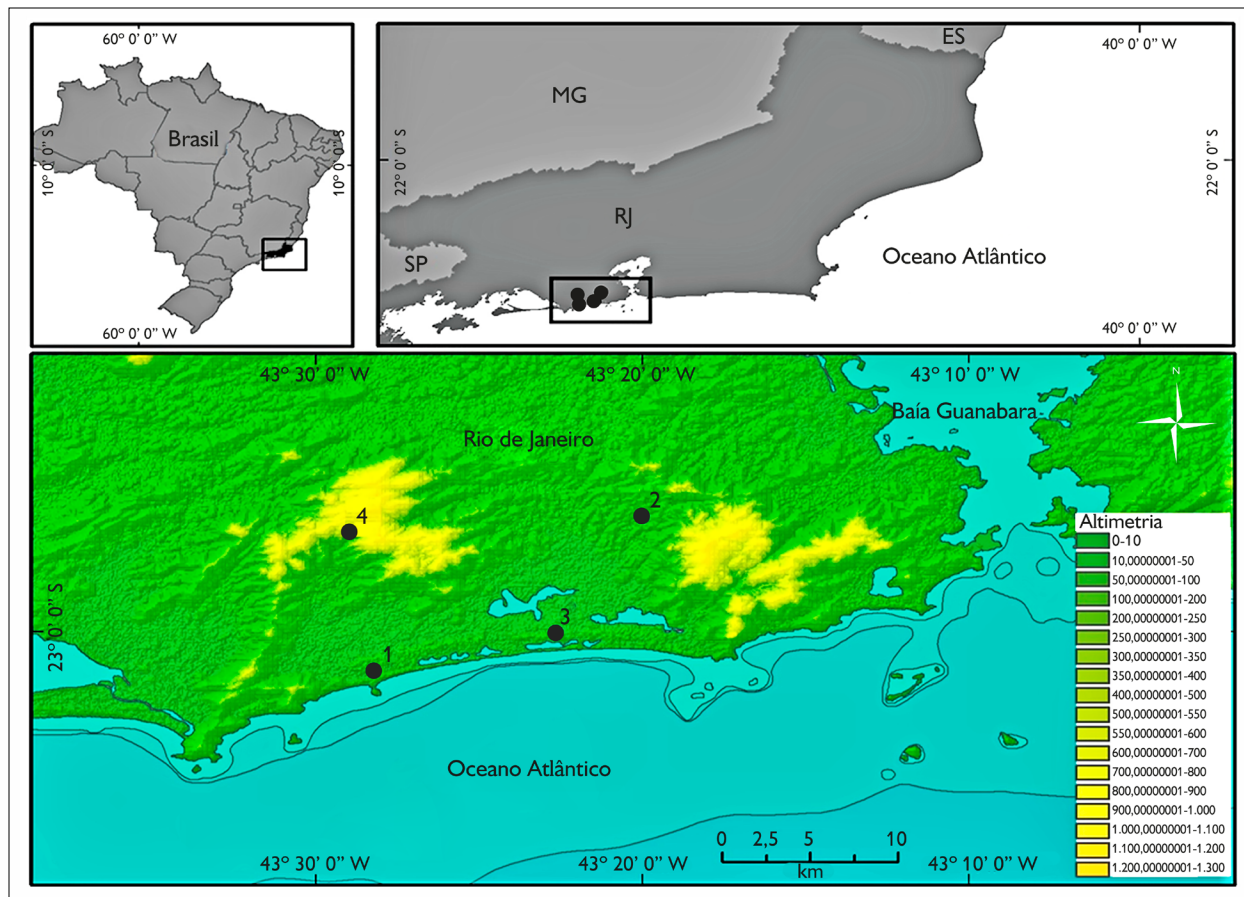 60° 0' 0" W
Brasil
10° 0' 0" S
10° 0' 0" S
60° 0' 0" W
ES
40° 0' 0" W
MG
22° 0' 0" S
22° 0' 0" S
RJ
SP
Oceano Atlântico
40° 0' 0" W
43° 30' 0" W
43° 20' 0" W
43° 10' 0" W
N
Baía Guanabara
Rio de Janeiro
4
2
3
1
23° 0' 0" S
Oceano Atlântico
Altimetria
0-10
10,00000001-50
50,00000001-100
100,00000001-200
200,00000001-250
250,00000001-300
300,00000001-350
350,00000001-400
400,00000001-500
500,00000001-550
550,00000001-600
600,00000001-700
700,00000001-800
800,00000001-900
900,00000001-1.000
1.000,00000001-1.100
1.100,00000001-1.200
1.200,00000001-1.300
0 2,5 5 10
km
43° 30' 0" W
43° 20' 0" W
43° 10' 0" W